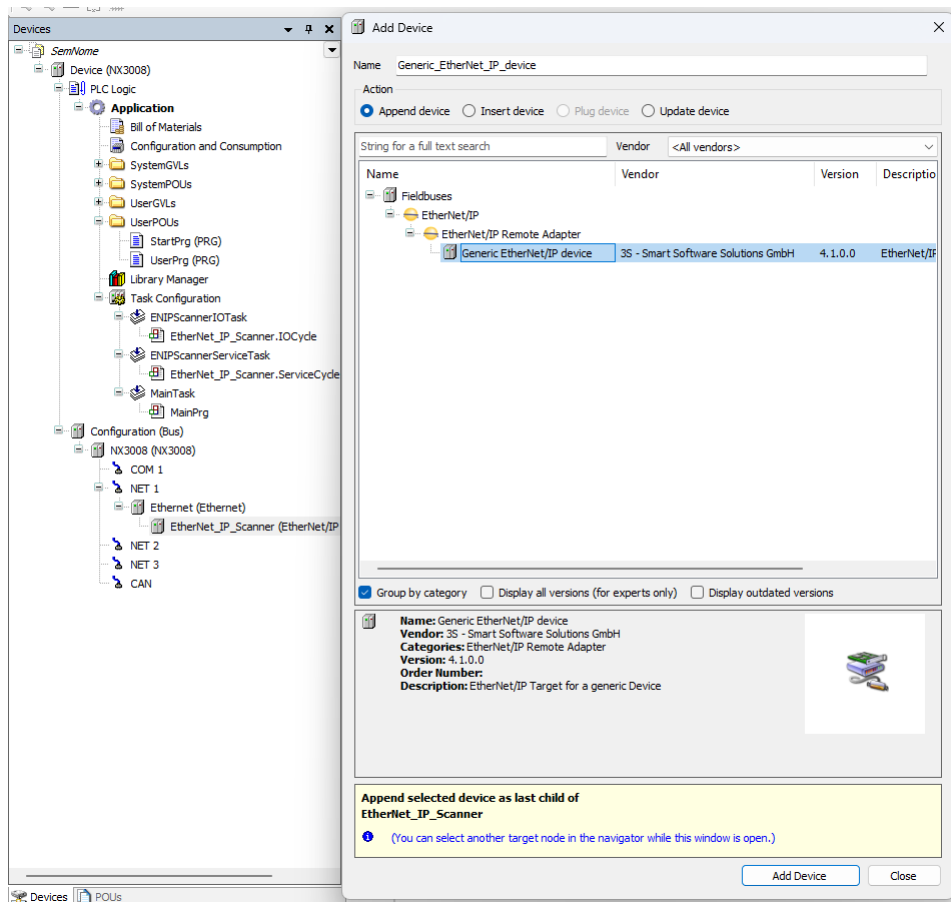 Devices
SemNome
Device (NX3008)
PLC Logic
Application
Bill of Materials
Configuration and Consumption
SystemGVLs
SystemPOUs
UserGVLs
UserPOUs
StartPrg (PRG)
UserPrg (PRG)
Library Manager
Task Configuration
ENIPScannerIOTask
EtherNet_IP_Scanner.IOCycle
ENIPScannerServiceTask
EtherNet_IP_Scanner.ServiceCycle
MainTask
MainPrg
Configuration (Bus)
NX3008 (NX3008)
COM 1
NET 1
Ethernet (Ethernet)
EtherNet_IP_Scanner (EtherNet/IP
NET 2
NET 3
CAN
Devices POUs
Add Device
Name Generic_EtherNet_IP_device
Action
Append device Insert device Plug device Update device
String for a full text search Vendor <All vendors>
Name Vendor Version Descriptio
Fieldbuses
EtherNet/IP
EtherNet/IP Remote Adapter
Generic EtherNet/IP device 3S - Smart Software Solutions GmbH 4.1.0.0 EtherNet/IP
Group by category Display all versions (for experts only) Display outdated versions
Name: Generic EtherNet/IP device
Vendor: 3S - Smart Software Solutions GmbH
Categories: EtherNet/IP Remote Adapter
Version: 4.1.0.0
Order Number:
Description: EtherNet/IP Target for a generic Device
Append selected device as last child of
EtherNet_IP_Scanner
(You can select another target node in the navigator while this window is open.)
Add Device Close